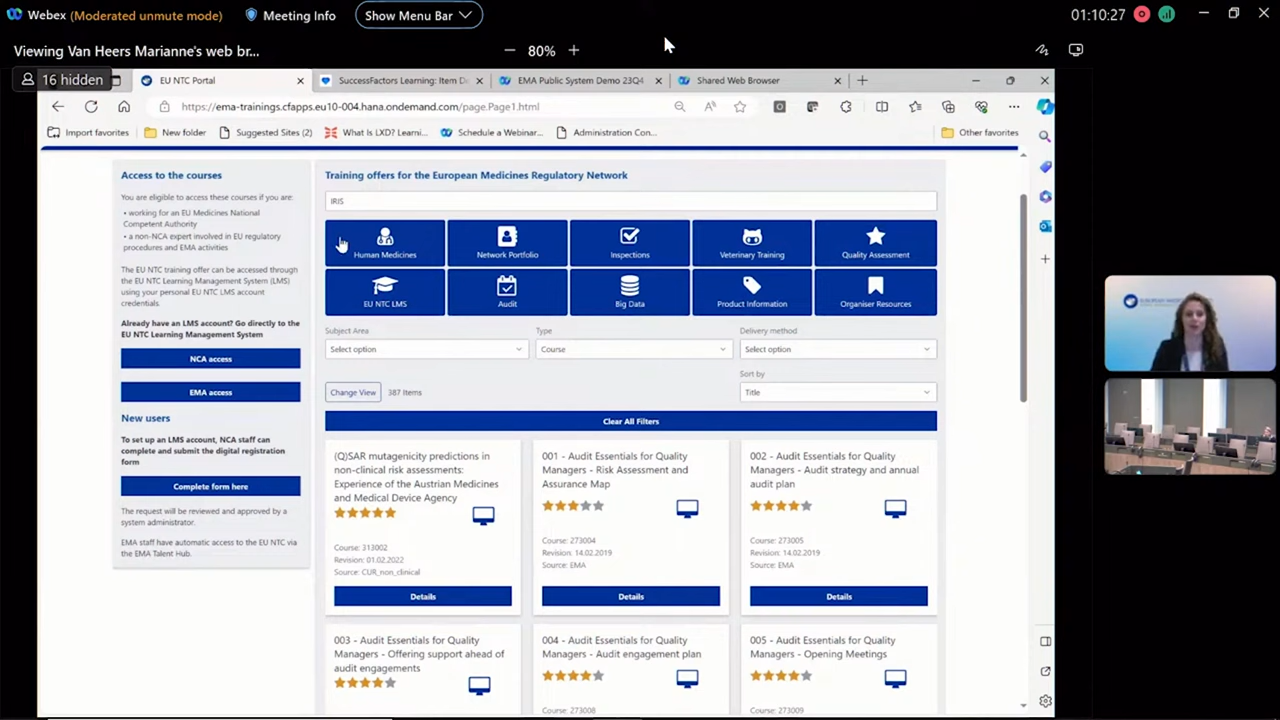 Webex (Moderated unmute mode) Meeting Info Show Menu Bar 01:10:27
Viewing Van Heers Marianne's web br... 80%
16 hidden EU NTC Portal SuccessFactors Learning: Item D EMA Public System Demo 23Q4 Shared Web Browser
https://ema-trainings.cfapps.eu10-004.hana.ondemand.com/page.Page1.html
Import favorites New folder Suggested Sites (2) What Is LXD? Learni... Schedule a Webinar... Administration Con... Other favorites
Access to the courses
You are eligible to access these courses if you are:
• working for an EU Medicines National
Competent Authority
• a non-NCA expert involved in EU regulatory
procedures and EMA activities
The EU NTC training offer can be accessed through
the EU NTC Learning Management System (LMS)
using your personal EU NTC LMS account
credentials.
Already have an LMS account? Go directly to the
EU NTC Learning Management System
NCA access
EMA access
New users
To set up an LMS account, NCA staff can
complete and submit the digital registration
form
Complete form here
The request will be reviewed and approved by a
system administrator.
EMA staff have automatic access to the EU NTC via
the EMA Talent Hub.
Training offers for the European Medicines Regulatory Network
IRIS
Human Medicines Network Portfolio Inspections Veterinary Training Quality Assessment
EU NTC LMS Audit Big Data Product Information Organiser Resources
Subject Area Type Delivery method
Select option Course Select option
Sort by
Change View 387 Items Title
Clear All Filters
(Q)SAR mutagenicity predictions in
non-clinical risk assessments:
Experience of the Austrian Medicines
and Medical Device Agency
Course: 313002
Revision: 01.02.2022
Source: CUR_non_clinical
Details
001 - Audit Essentials for Quality
Managers - Risk Assessment and
Assurance Map
Course: 273004
Revision: 14.02.2019
Source: EMA
Details
002 - Audit Essentials for Quality
Managers - Audit strategy and annual
audit plan
Course: 273005
Revision: 14.02.2019
Source: EMA
Details
003 - Audit Essentials for Quality
Managers - Offering support ahead of
audit engagements
004 - Audit Essentials for Quality
Managers - Audit engagement plan
Course: 273008
005 - Audit Essentials for Quality
Managers - Opening Meetings
Course: 273009